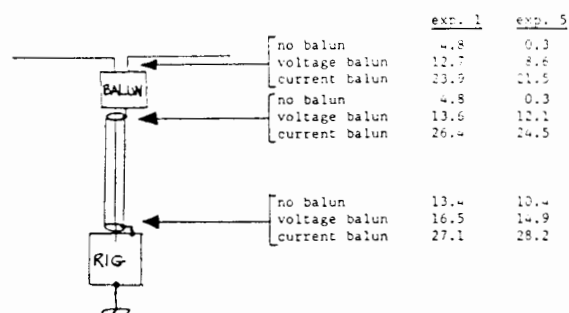 exp. 1 exp. 5
no balun 4.8 0.3
voltage balun 12.7 8.6
current balun 23.9 21.5
BALUN
no balun 4.8 0.3
voltage balun 13.6 12.1
current balun 26.4 24.5
no balun 13.4 10.4
voltage balun 16.5 14.9
current balun 27.1 28.2
RIG